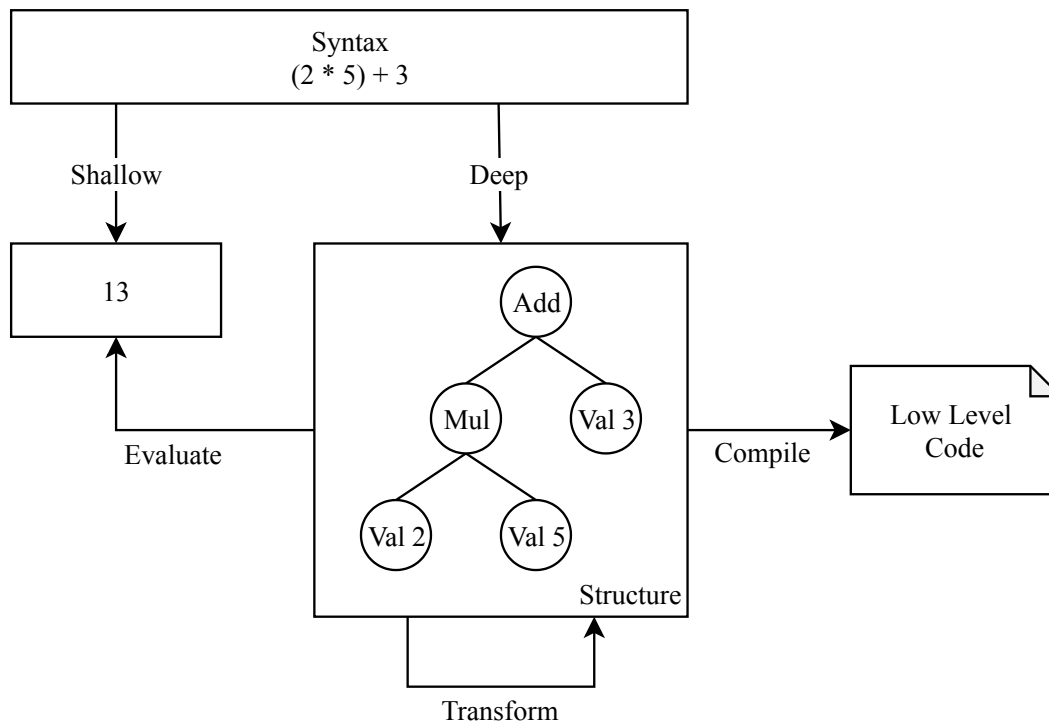 Syntax
(2 * 5) + 3
Shallow
Deep
13
Add
Mul
Val 3
Val 2
Val 5
Structure
Evaluate
Compile
Low Level
Code
Transform